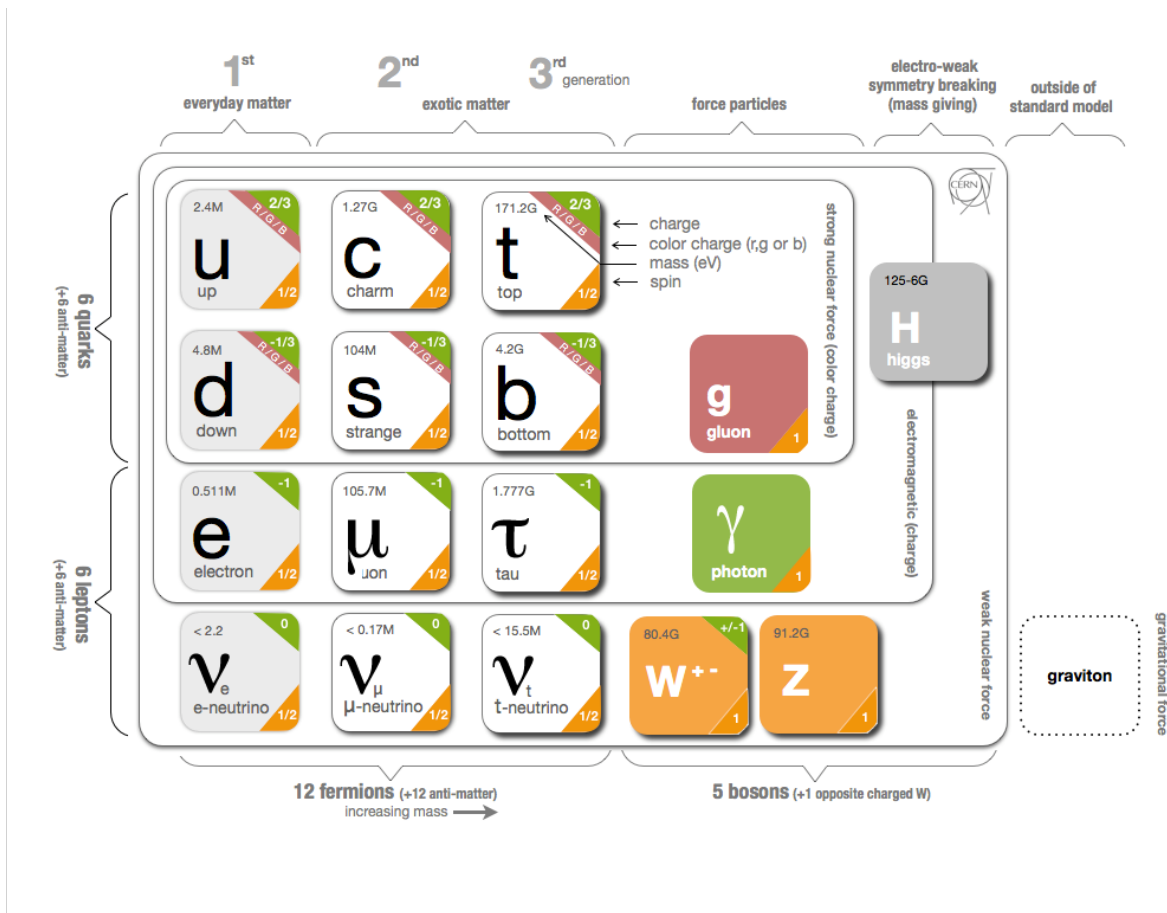 1st
2nd
3rd
generation
everyday matter
exotic matter
force particles
electro-weak
symmetry breaking
(mass giving)
outside of
standard model
6 quarks
(+6 anti-matter)
6 leptons
(+6 anti-matter)
2.4M
2/3
R/G/B
u
up
1/2
1.27G
2/3
R/G/B
c
charm
1/2
171.2G
2/3
R/G/B
t
top
1/2
charge
color charge (r,g or b)
mass (eV)
spin
strong nuclear force (color charge)
CERN
125-6G
H
higgs
4.8M
-1/3
R/G/B
d
down
1/2
104M
-1/3
R/G/B
s
strange
1/2
4.2G
-1/3
R/G/B
b
bottom
1/2
g
gluon
1
electromagnetic (charge)
0.511M
-1
e
electron
1/2
105.7M
-1
μ
uon
1/2
1.777G
-1
τ
tau
1/2
γ
photon
1
weak nuclear force
< 2.2
0
νe
e-neutrino
1/2
< 0.17M
0
νμ
μ-neutrino
1/2
< 15.5M
0
νt
t-neutrino
1/2
80.4G
+/-1
W+-
1
91.2G
Z
1
graviton
gravitational force
12 fermions (+12 anti-matter)
increasing mass
5 bosons (+1 opposite charged W)